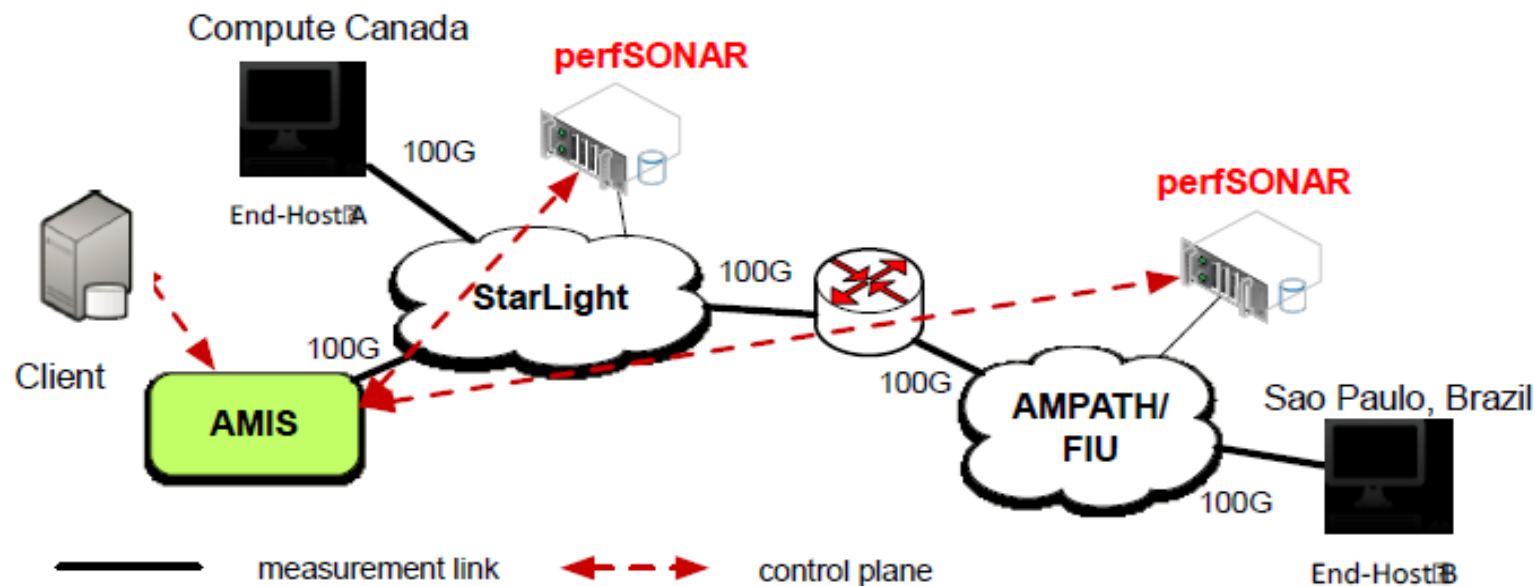 Compute Canada
perfSONAR
100G
End-Host A
perfSONAR
100G
StarLight
100G
Client
AMIS
100G
AMPATH/
FIU
Sao Paulo, Brazil
100G
measurement link
control plane
End-Host B